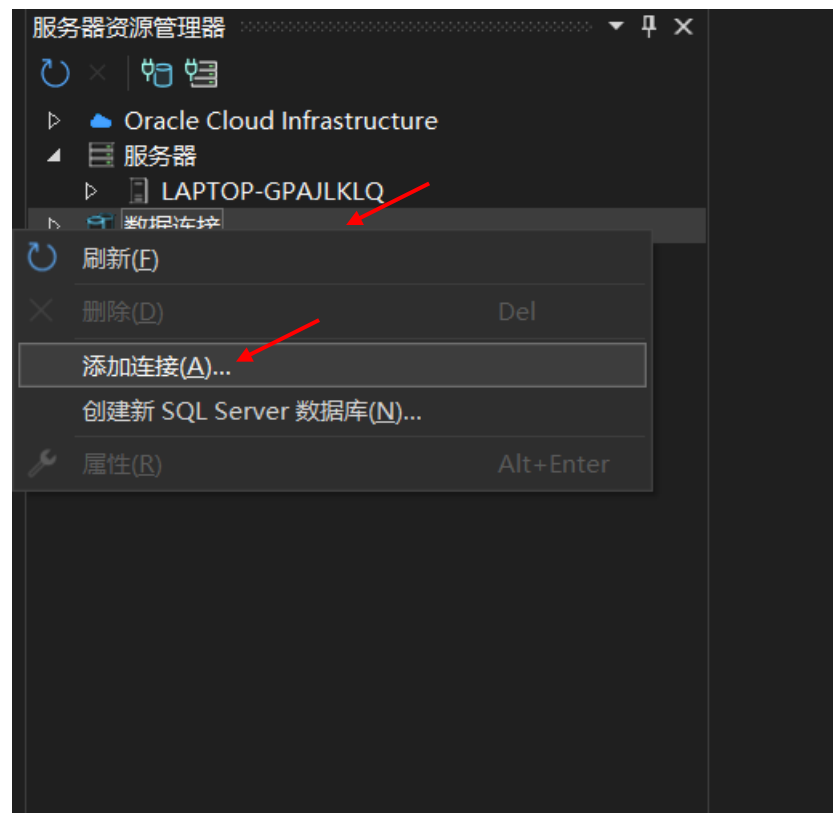 服务器资源管理器
Oracle Cloud Infrastructure
服务器
LAPTOP-GPAJLKLQ
数据连接
刷新(F)
删除(D) Del
添加连接(A)...
创建新 SQL Server 数据库(N)...
属性(R) Alt+Enter